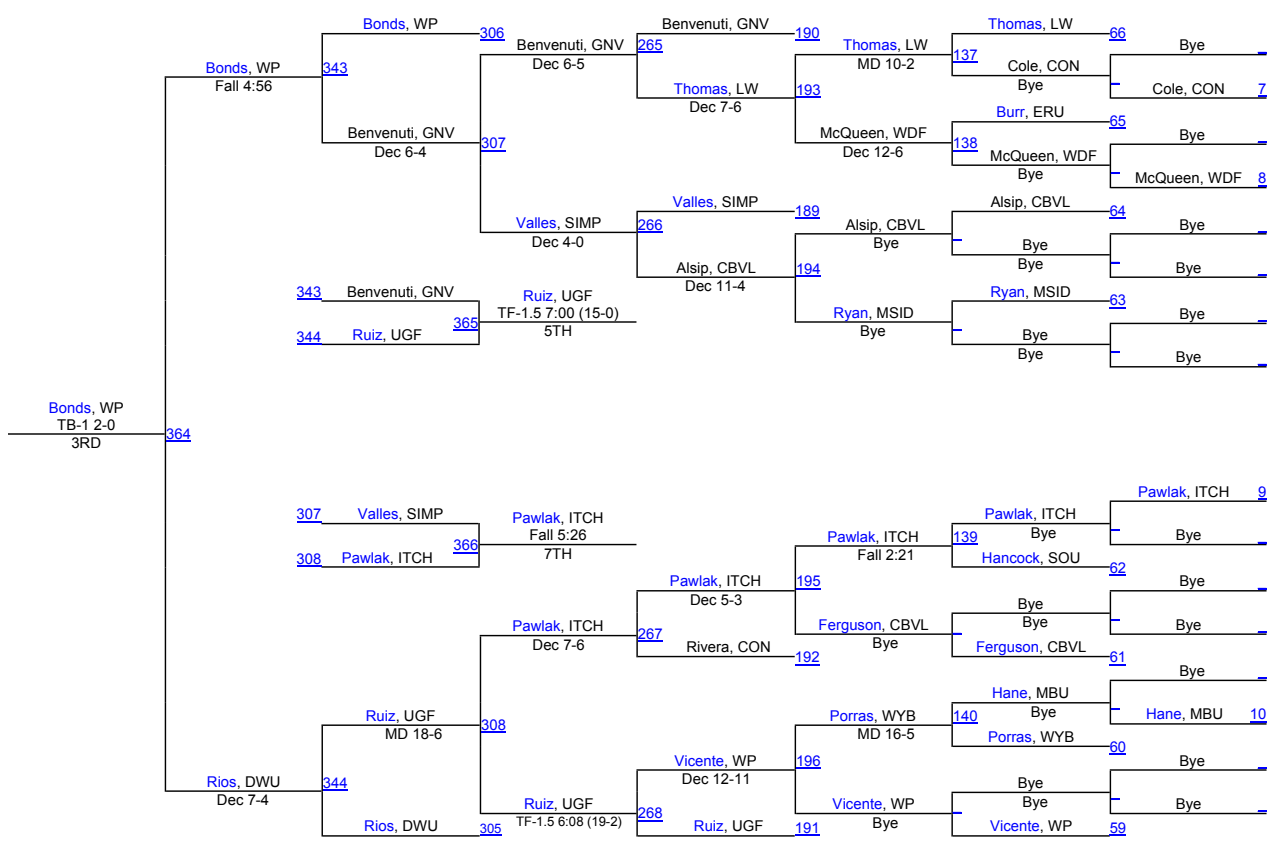 Bonds, WP
306
Benvenuti, GNV
Dec 6-5
265
Benvenuti, GNV
190
Thomas, LW
MD 10-2
137
Thomas, LW
66
Bye
Bonds, WP
Fall 4:56
343
Thomas, LW
Dec 7-6
193
Cole, CON
Bye
Cole, CON
7
Burr, ERU
65
Benvenuti, GNV
Dec 6-4
307
McQueen, WDF
Dec 12-6
138
McQueen, WDF
Bye
Bye
McQueen, WDF
8
Valles, SIMP
Dec 4-0
266
Valles, SIMP
189
Alsip, CBVL
Bye
Alsip, CBVL
64
Bye
Bye
Bye
Bye
Alsip, CBVL
Dec 11-4
194
343
Benvenuti, GNV
344
Ruiz, UGF
365
Ruiz, UGF
TF-1.5 7:00 (15-0)
5TH
Ryan, MSID
Bye
Ryan, MSID
63
Bye
Bye
Bye
Bye
Bonds, WP
TB-1 2-0
3RD
364
307
Valles, SIMP
308
Pawlak, ITCH
366
Pawlak, ITCH
Fall 5:26
7TH
Pawlak, ITCH
Fall 2:21
139
Pawlak, ITCH
Bye
Pawlak, ITCH
9
Bye
Hancock, SOU
62
Pawlak, ITCH
Dec 5-3
195
Bye
Bye
Bye
Bye
Pawlak, ITCH
Dec 7-6
267
Rivera, CON
192
Ferguson, CBVL
Bye
Ferguson, CBVL
61
Bye
Hane, MBU
Bye
Hane, MBU
10
Ruiz, UGF
MD 18-6
308
Porras, WYB
MD 16-5
140
Porras, WYB
60
Vicente, WP
Dec 12-11
196
Bye
Bye
Bye
Bye
Rios, DWU
Dec 7-4
344
Ruiz, UGF
TF-1.5 6:08 (19-2)
268
Vicente, WP
Bye
Vicente, WP
59
Rios, DWU
305
Ruiz, UGF
191